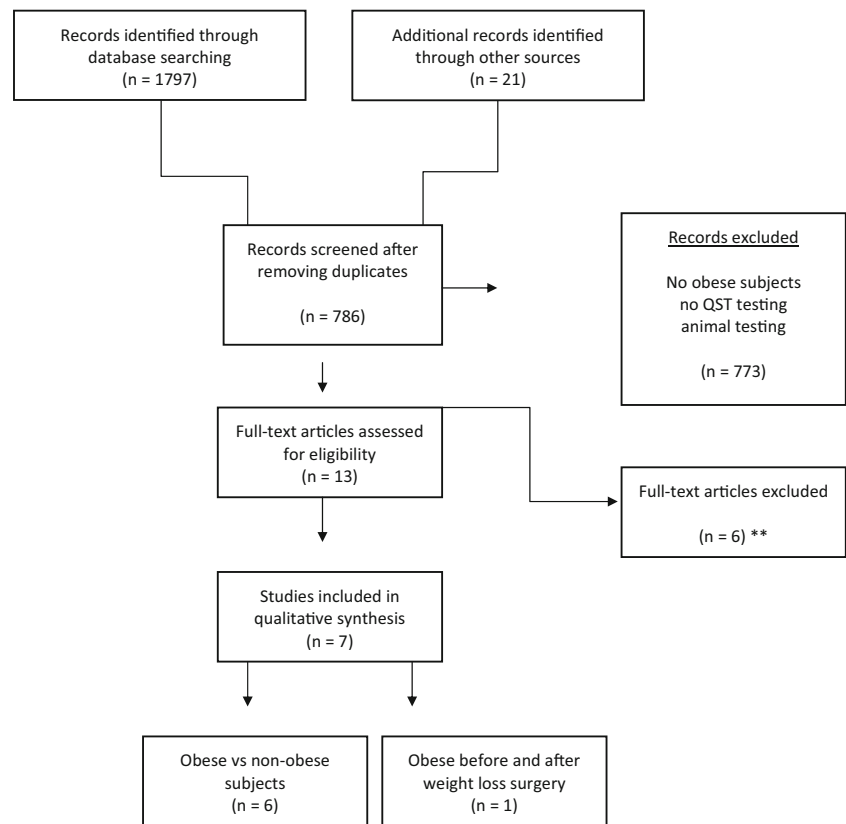 Records identified through
database searching
(n = 1797)
Additional records identified
through other sources
(n = 21)
Records screened after
removing duplicates
(n = 786)
Records excluded
No obese subjects
no QST testing
animal testing
(n = 773)
Full-text articles assessed
for eligibility
(n = 13)
Full-text articles excluded
(n = 6) **
Studies included in
qualitative synthesis
(n = 7)
Obese vs non-obese
subjects
(n = 6)
Obese before and after
weight loss surgery
(n = 1)